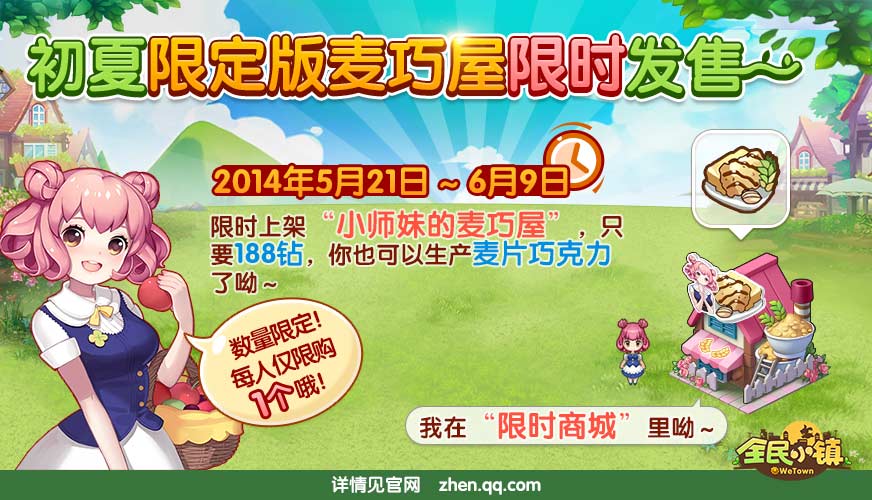 初夏限定版麦巧屋限时发售~
2014年5月21日 ~ 6月9日
限时上架“小师妹的麦巧屋”，只
要188钻，你也可以生产麦片巧克力
了呦~
数量限定！
每人仅限购
1个哦！
我在“限时商城”里呦~
全民小镇
WeTown
详情见官网 zhen.qq.com